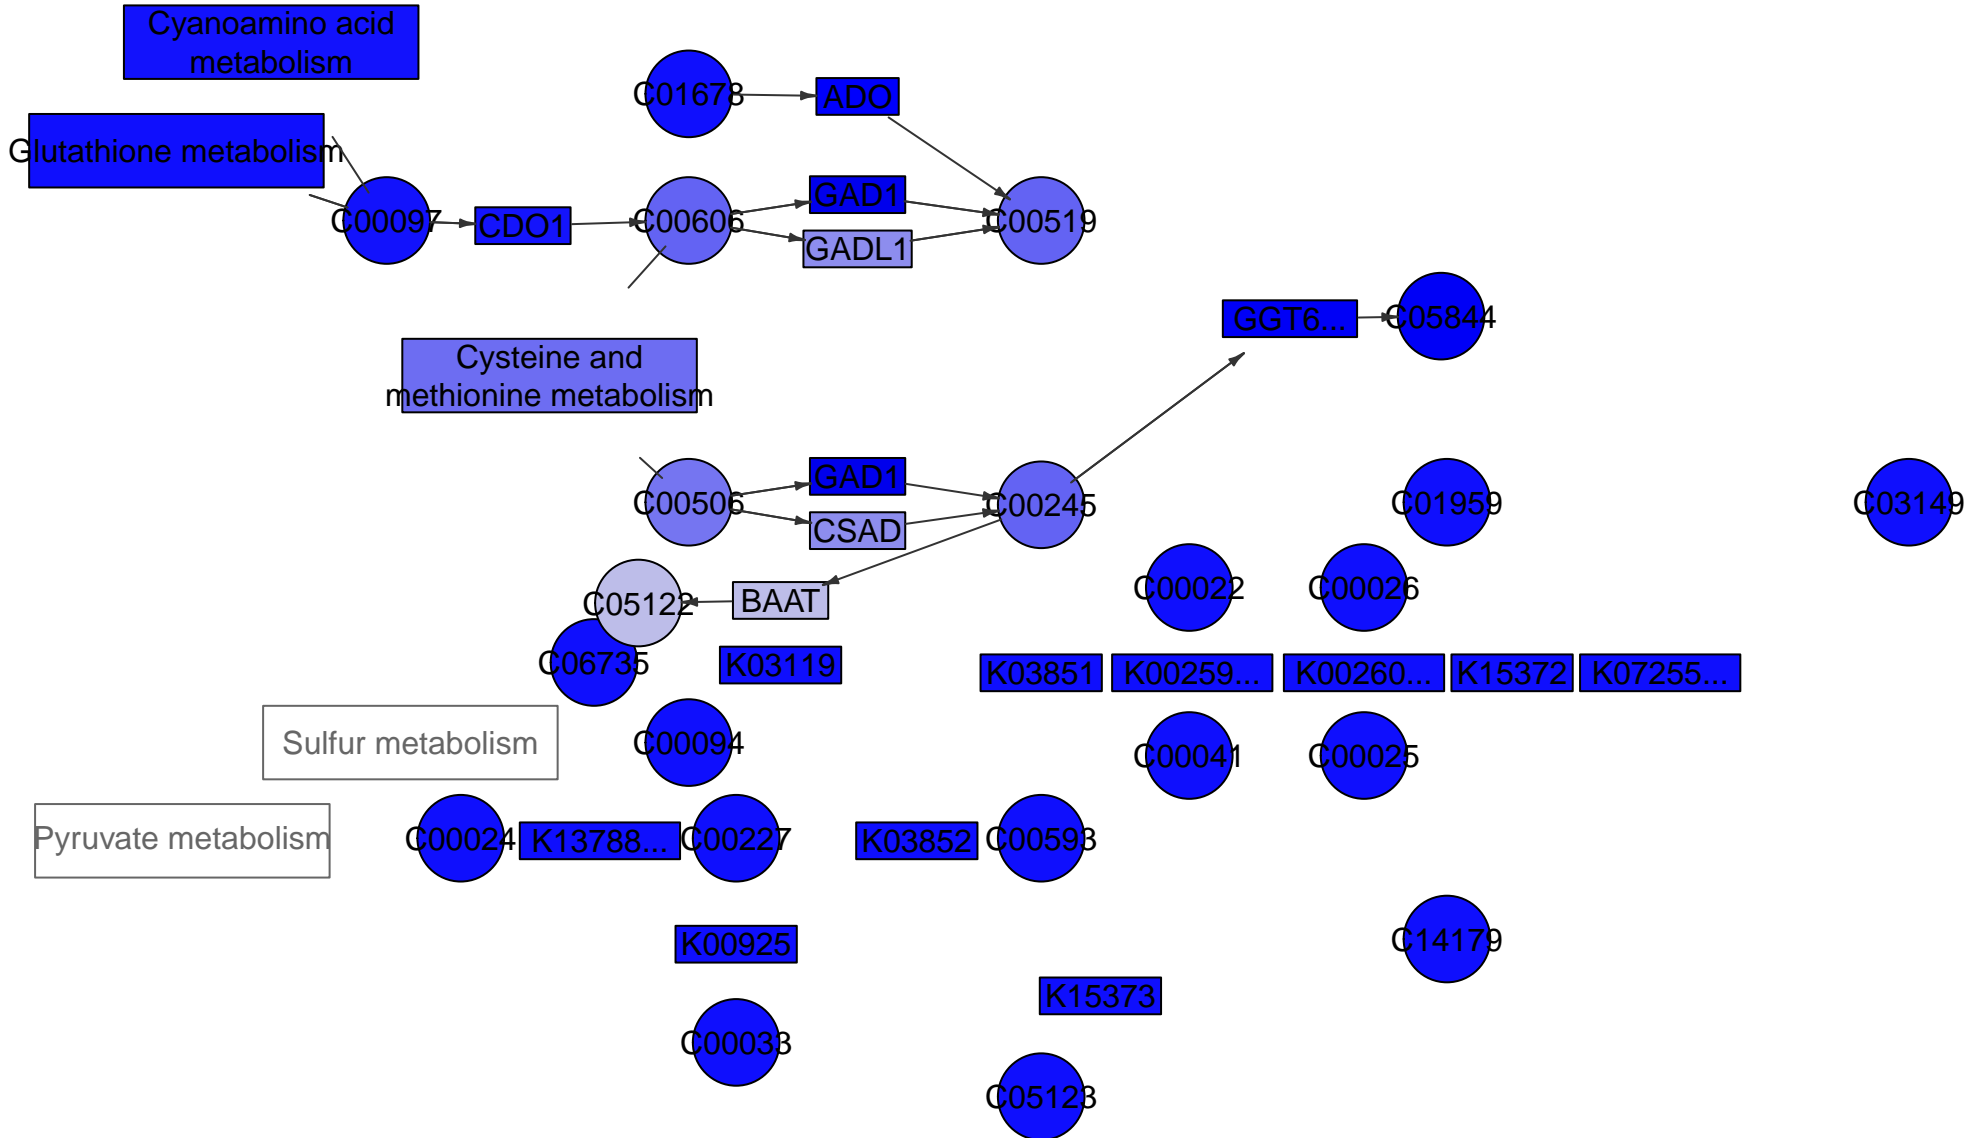 Cyanoamino acid
metabolism
C01678
ADO
Glutathione metabolism
C00097
CDO1
C00606
GAD1
GADL1
C00519
GGT6...
C05844
Cysteine and
methionine metabolism
C00506
GAD1
CSAD
C00245
C01959
C03149
C05122
BAAT
C00022
C00026
C06735
K03119
K03851
K00259...
K00260...
K15372
K07255...
Sulfur metabolism
C00094
C00041
C00025
Pyruvate metabolism
C00024
K13788...
C00227
K03852
C00593
K00925
C14179
K15373
C00033
C05123